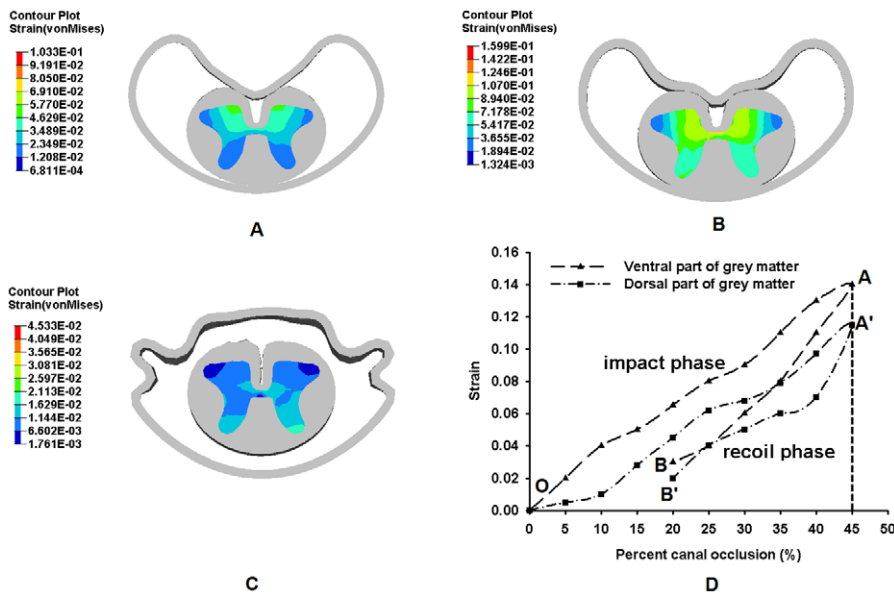 Contour Plot
Strain(vonMises)
1.033E-01
9.191E-02
8.050E-02
6.910E-02
5.770E-02
4.629E-02
3.489E-02
2.349E-02
1.208E-02
6.811E-04
A
Contour Plot
Strain(vonMises)
1.599E-01
1.422E-01
1.246E-01
1.070E-01
8.940E-02
7.178E-02
5.417E-02
3.655E-02
1.894E-02
1.324E-03
B
Contour Plot
Strain(vonMises)
4.533E-02
4.049E-02
3.565E-02
3.081E-02
2.597E-02
2.113E-02
1.629E-02
1.144E-02
6.602E-03
1.761E-03
C
0.16
0.14
0.12
0.10
0.08
0.06
0.04
0.02
0.00
Strain
Ventral part of grey matter
Dorsal part of grey matter
A
A'
impact phase
recoil phase
B
B'
O
0 5 10 15 20 25 30 35 40 45 50
Percent canal occlusion (%)
D